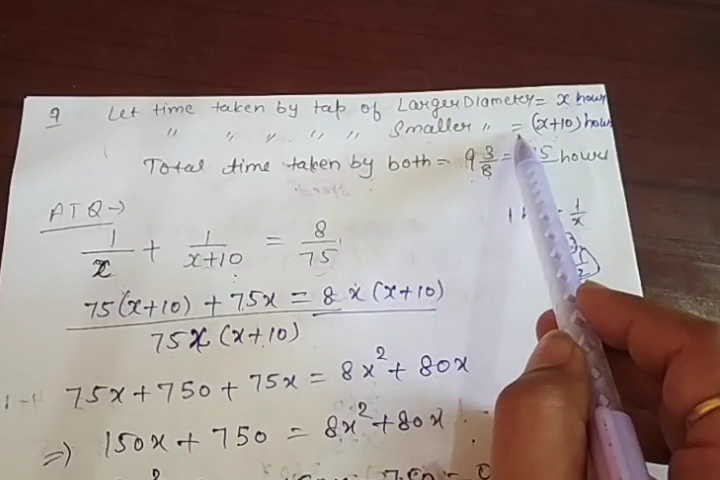 9 Let time taken by tap of Larger Diameter = x hours
" " " " " Smaller " = (x+10) hours
Total time taken by both = 9 3/8 = 75 hours
ATQ→
1/x + 1/x+10 = 8/75
1/x
75(x+10) + 75x = 8x(x+10)
75x(x+10)
75x + 750 + 75x = 8x² + 80x
⇒) 150x + 750 = 8x² + 80x